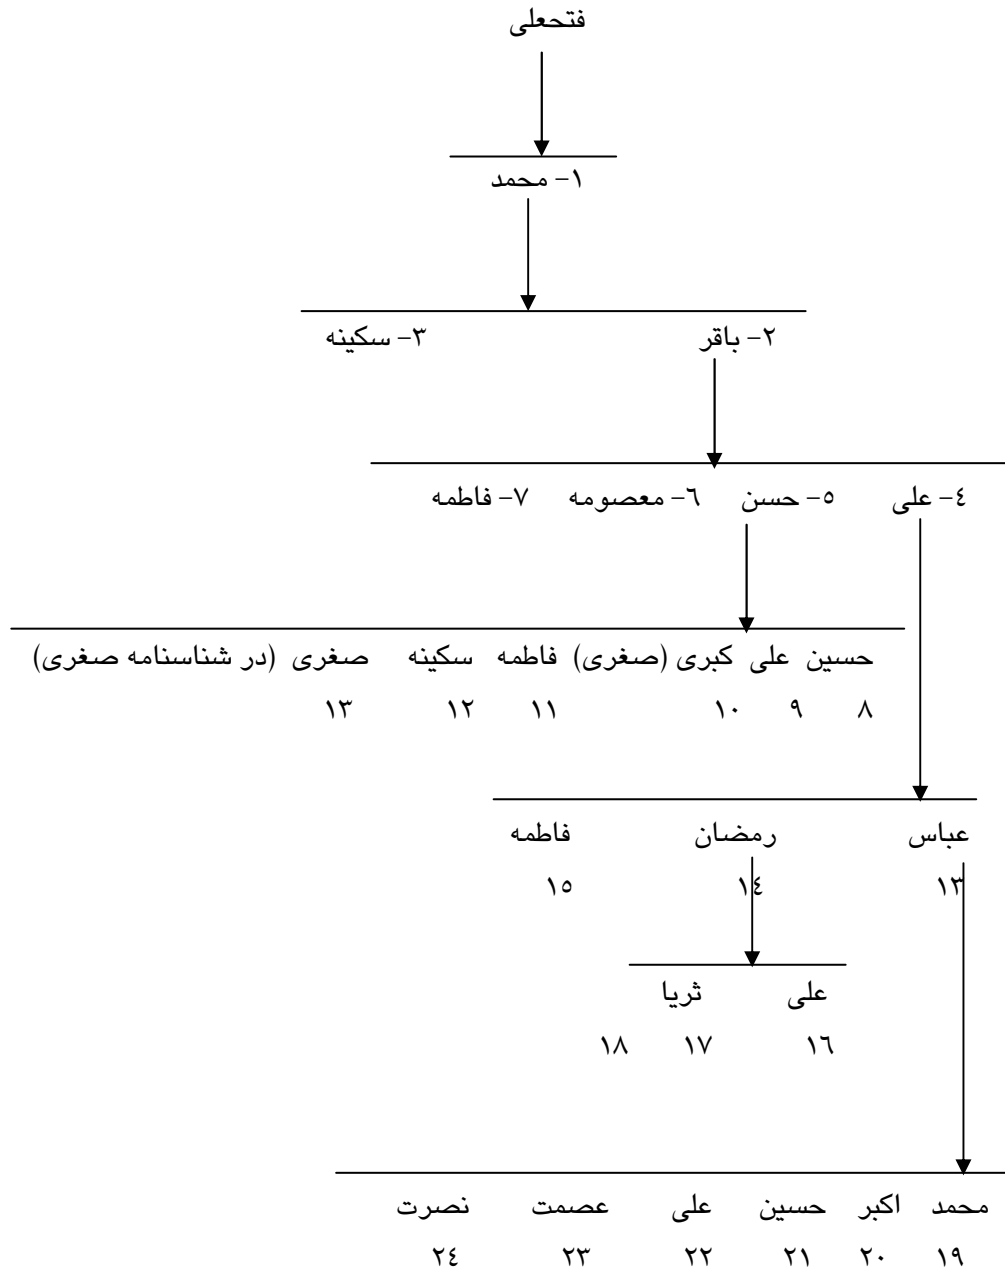 فتحعلی
۱- محمد
۲- باقر ۳- سکینه
٤- علی ٥- حسن ٦- معصومه ۷- فاطمه
حسین علی کبری (صغری) فاطمه سکینه صغری (در شناسنامه صغری)
۸ ۹ ۱۰ ۱۱ ۱۲ ۱۳
عباس رمضان فاطمه
۱۳ ۱٤ ۱٥
علی ثریا
۱٦ ۱۷ ۱۸
محمد اکبر حسین علی عصمت نصرت
۱۹ ۲۰ ۲۱ ۲۲ ۲۳ ۲٤